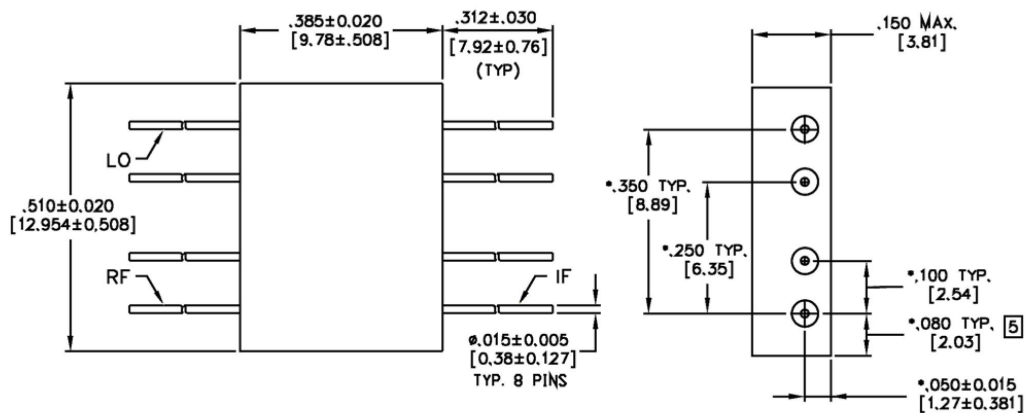 .385±0.020
[9.78±.508]
.312±.030
[7.92±0.76]
(TYP)
LO
.510±0.020
[12.954±0.508]
RF
IF
ø.015±0.005
[0.38±0.127]
TYP. 8 PINS
.150 MAX.
[3.81]
*.350 TYP.
[8.89]
*.250 TYP.
[6.35]
*.100 TYP.
[2.54]
*.080 TYP. 5
[2.03]
*.050±0.015
[1.27±0.381]